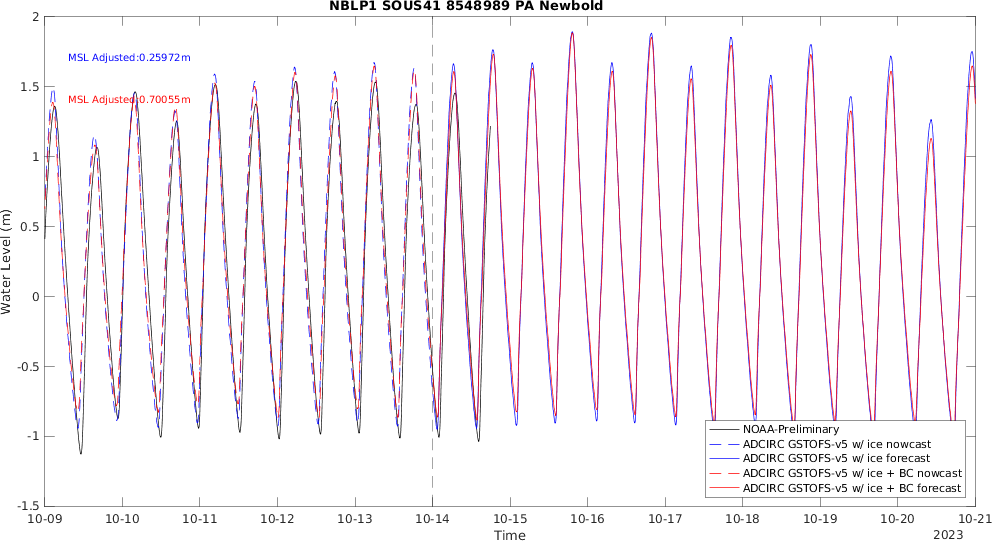 NBLP1 SOUS41 8548989 PA Newbold
2
1.5
1
0.5
0
-0.5
-1
-1.5
Water Level (m)
MSL Adjusted:0.25972m
MSL Adjusted:0.70055m
NOAA-Preliminary
ADCIRC GSTOFS-v5 w/ ice nowcast
ADCIRC GSTOFS-v5 w/ ice forecast
ADCIRC GSTOFS-v5 w/ ice + BC nowcast
ADCIRC GSTOFS-v5 w/ ice + BC forecast
10-09 10-10 10-11 10-12 10-13 10-14 10-15 10-16 10-17 10-18 10-19 10-20 10-21
Time
2023